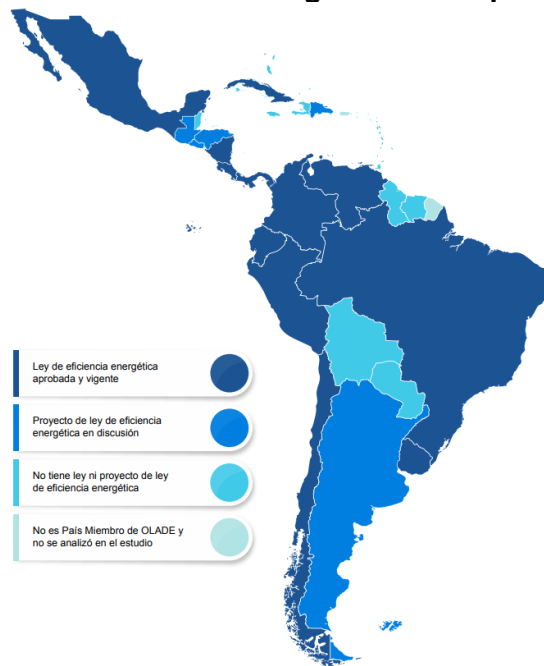 Ley de eficiencia energética
aprobada y vigente
Proyecto de ley de eficiencia
energética en discusión
No tiene ley ni proyecto de ley
de eficiencia energética
No es País Miembro de OLADE y
no se analizó en el estudio